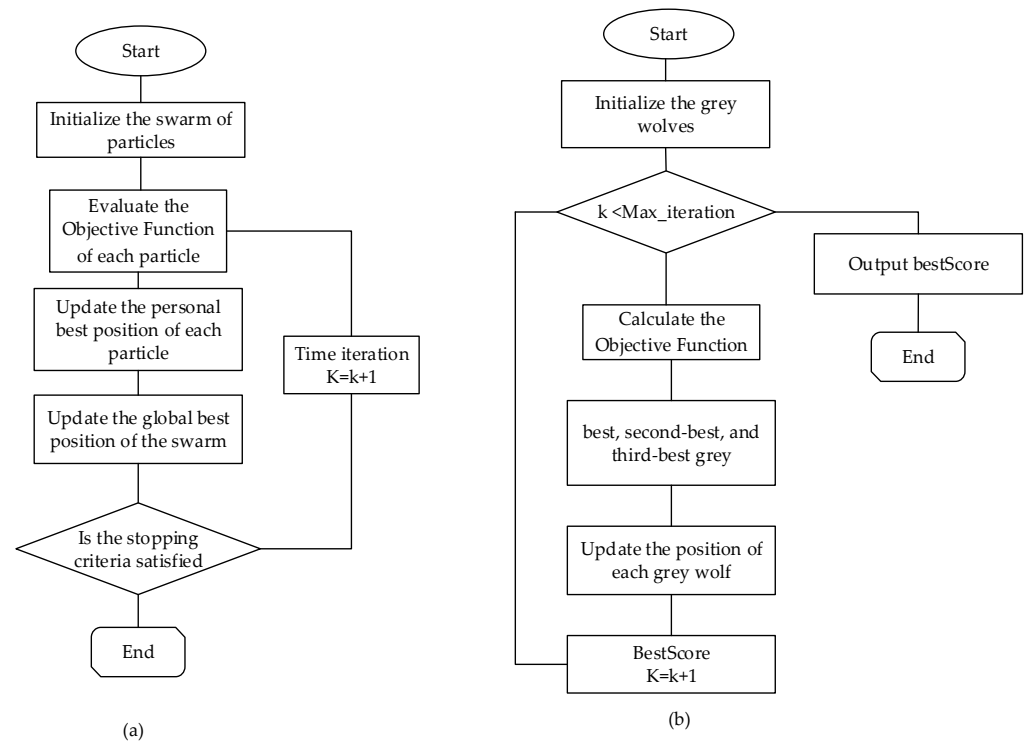 Start
Initialize the swarm of
particles
Evaluate the
Objective Function
of each particle
Update the personal
best position of each
particle
Time iteration
K=k+1
Update the global best
position of the swarm
Is the stopping
criteria satisfied
End
(a)
Start
Initialize the grey
wolves
k <Max_iteration
Output bestScore
End
Calculate the
Objective Function
best, second-best, and
third-best grey
Update the position of
each grey wolf
BestScore
K=k+1
(b)